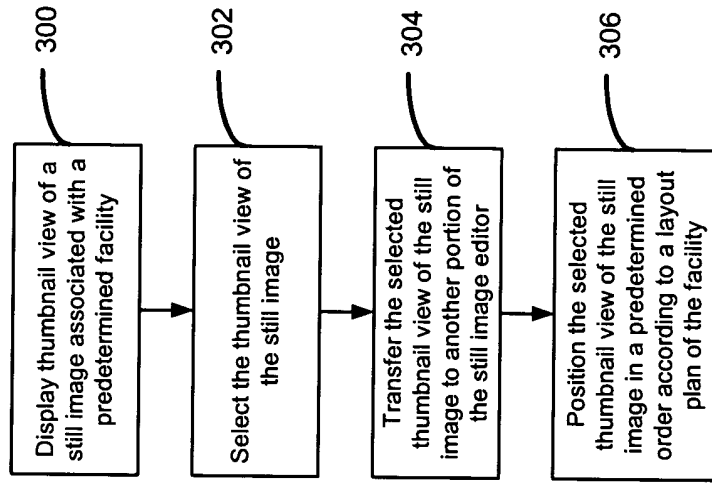 Display thumbnail view of a
still image associated with a
predetermined facility
300
Select the thumbnail view of
the still image
302
Transfer the selected
thumbnail view of the still
image to another portion of
the still image editor
304
Position the selected
thumbnail view of the still
image in a predetermined
order according to a layout
plan of the facility
306